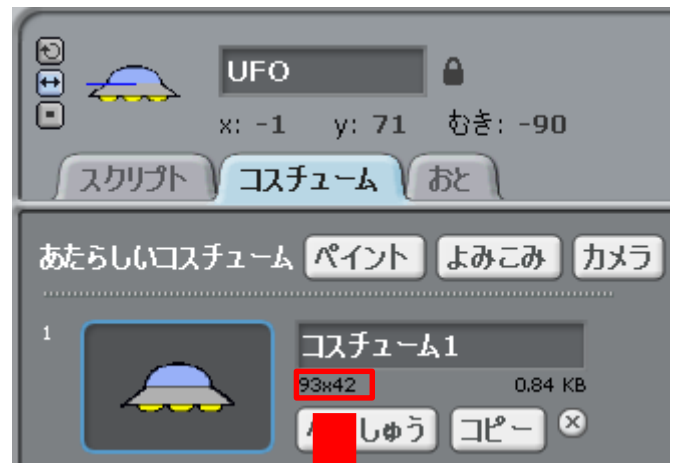 UFO
x: -1 y: 71 むき: -90
スクリプト コスチューム おと
あたらしいコスチューム ペイント よみこみ カメラ
1
コスチューム1
93x42 0.84 KB
しゅう コピー